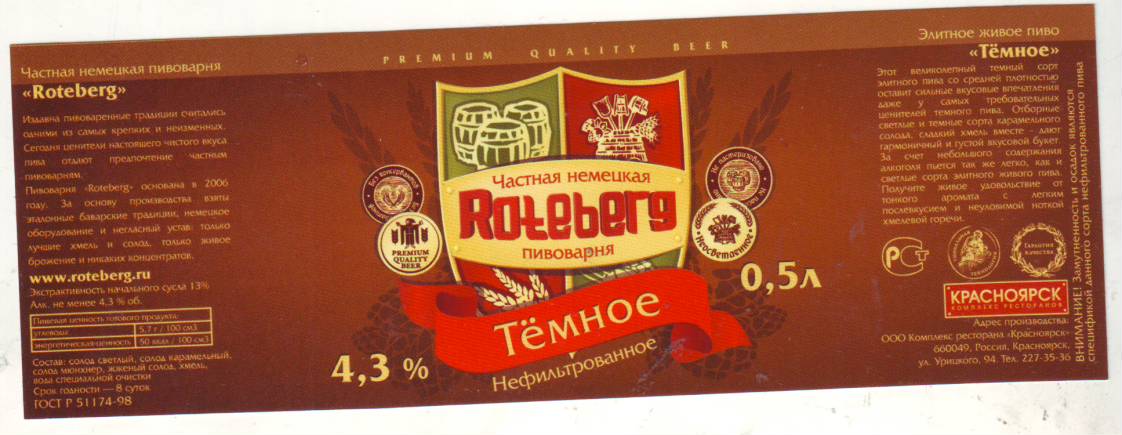 Частная немецкая пивоварня
«Roteberg»
Издавна пивоваренные традиции считались
одними из самых крепких и неизменных.
Сегодня ценители настоящего чистого вкуса
пива отдают предпочтение частным
пивоварням.
Пивоварня «Roteberg» основана в 2006
году. За основу производства взяты
эталонные баварские традиции, немецкое
оборудование и негласный устав: только
лучшие хмель и солод, только живое
брожение и никаких концентратов.
www.roteberg.ru
Экстрактивность начального сусла 13%
Алк. не менее 4,3 % об.
Пищевая ценность готового продукта:
углеводы 5,7 г / 100 см3
энергетическая ценность 50 ккал / 100 см3
Состав: солод светлый, солод карамельный,
солод мюнхнер, жженый солод, хмель,
вода специальной очистки
Срок годности — 8 суток
ГОСТ Р 51174-98
PREMIUM QUALITY BEER
Без консервантов
PREMIUM
QUALITY
BEER
Частная немецкая
Roteberg
пивоварня
Не пастеризовано
Неосветленное
0,5л
Тёмное
Нефильтрованное
4,3 %
Элитное живое пиво
«Тёмное»
Этот великолепный темный сорт
элитного пива со средней плотностью
оставит сильные вкусовые впечатления
даже у самых требовательных
ценителей темного пива. Отборные
светлые и темные сорта карамельного
солода, сладкий хмель вместе - дают
гармоничный и густой вкусовой букет.
За счет небольшого содержания
алкоголя пьется так же легко, как и
светлые сорта элитного живого пива.
Получите живое удовольствие от
тонкого аромата с легким
послевкусием и неуловимой ноткой
хмелевой горечи.
РСТ
ГАРАНТИЯ
КАЧЕСТВА
КРАСНОЯРСК
КОМПЛЕКС РЕСТОРАНОВ
Адрес производства:
ООО Комплекс ресторана «Красноярск»
660049, Россия, Красноярск,
ул. Урицкого, 94. Тел. 227-35-36
ВНИМАНИЕ! Замутненность и осадок являются
спецификой данного сорта нефильтрованного пива